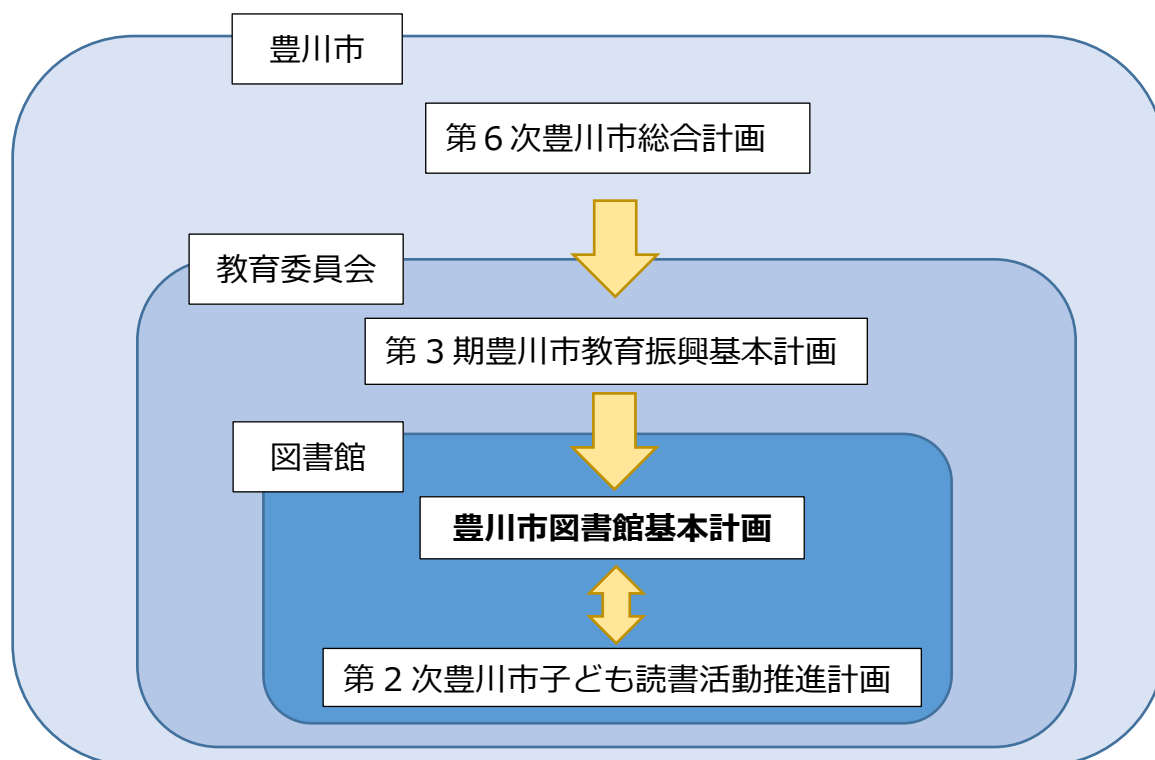 豊川市
第６次豊川市総合計画
教育委員会
第３期豊川市教育振興基本計画
図書館
豊川市図書館基本計画
第２次豊川市子ども読書活動推進計画